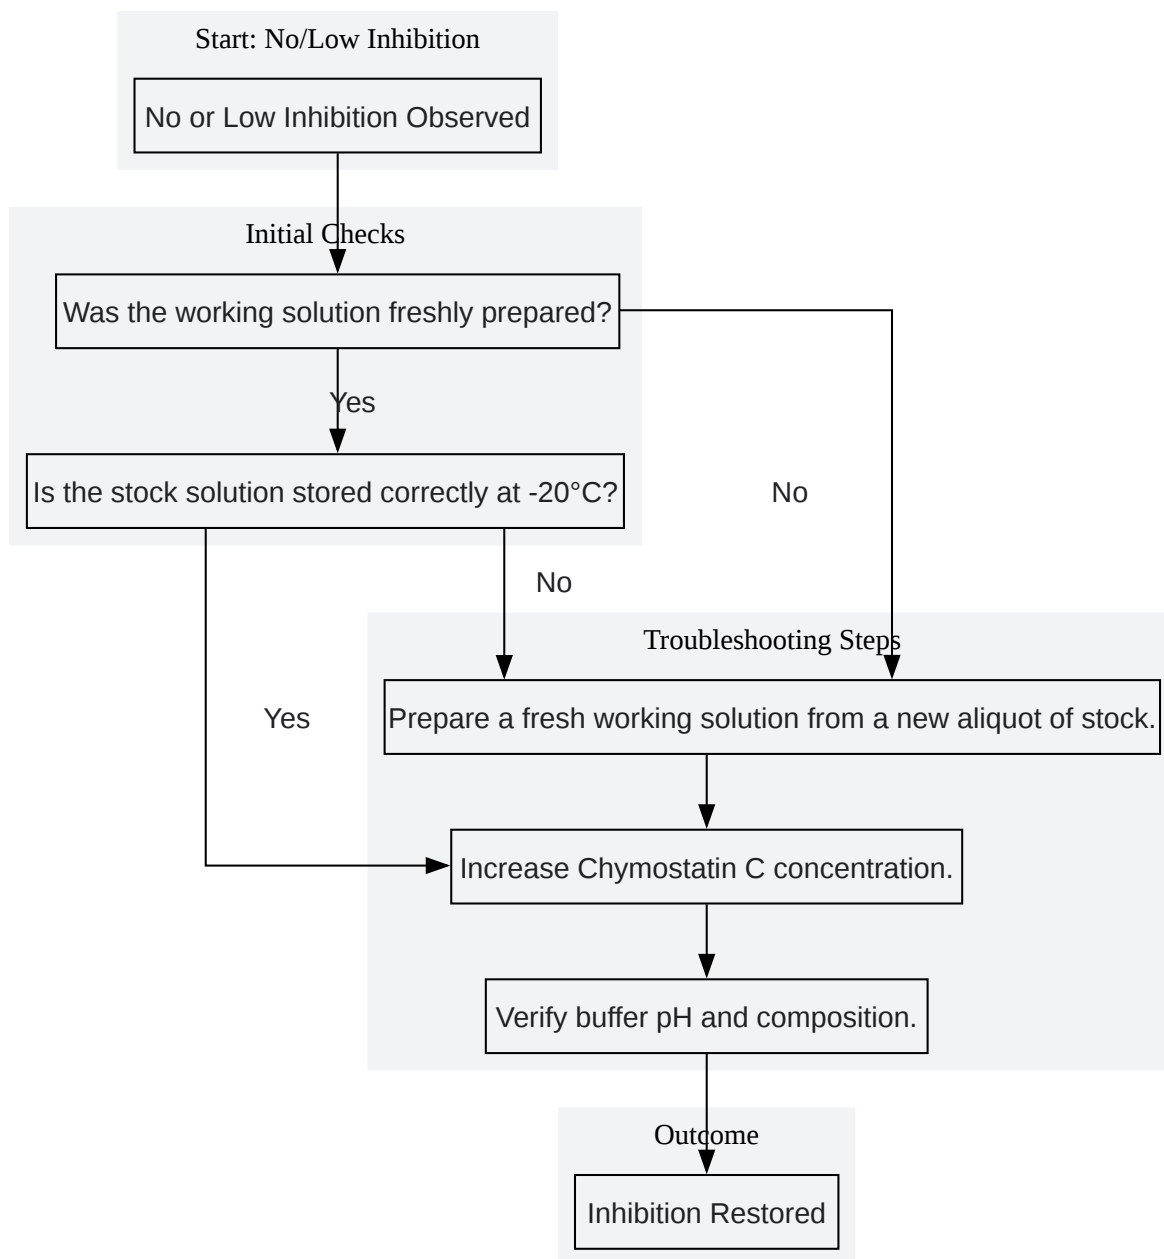 Start: No/Low Inhibition
No or Low Inhibition Observed
Initial Checks
Was the working solution freshly prepared?
Yes
Is the stock solution stored correctly at -20°C?
No
No
Troubleshooting Steps
Yes
Prepare a fresh working solution from a new aliquot of stock.
Increase Chymostatin C concentration.
Verify buffer pH and composition.
Outcome
Inhibition Restored